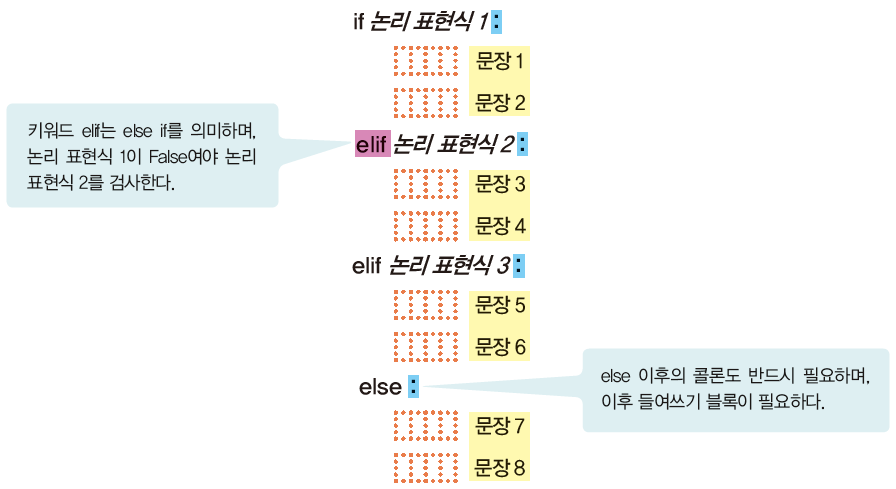 if 논리 표현식 1 :
문장 1
문장 2
키워드 elif는 else if를 의미하며,
논리 표현식 1이 False여야 논리
표현식 2를 검사한다.
elif 논리 표현식 2 :
문장 3
문장 4
elif 논리 표현식 3 :
문장 5
문장 6
else :
else 이후의 콜론도 반드시 필요하며,
이후 들여쓰기 블록이 필요하다.
문장 7
문장 8